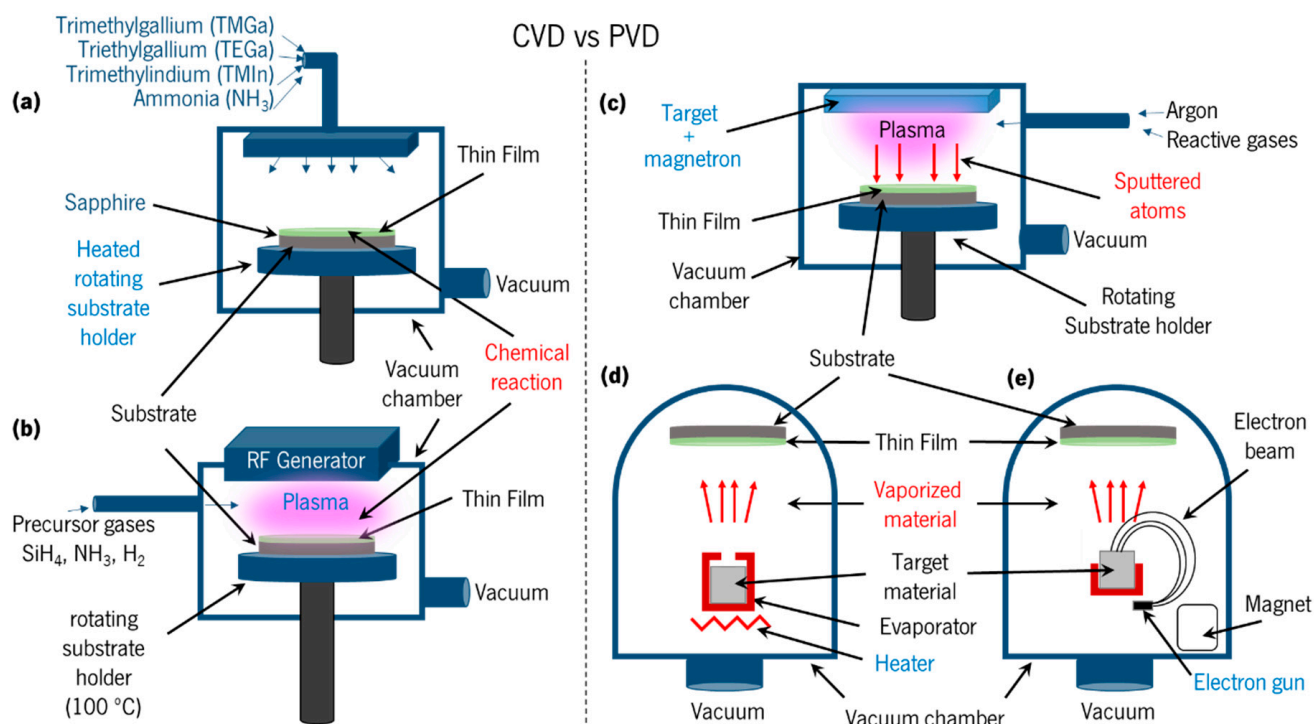 CVD vs PVD
(a)
Trimethylgallium (TMGa)
Triethylgallium (TEGa)
Trimethylindium (TMIn)
Ammonia (NH₃)
Thin Film
Sapphire
Heated
rotating
substrate
holder
Vacuum
Vacuum
chamber
Chemical
reaction
Substrate
(b)
RF Generator
Plasma
Thin Film
Precursor gases
SiH₄, NH₃, H₂
Vacuum
rotating
substrate
holder
(100 °C)
(c)
Target
+
magnetron
Plasma
Argon
Reactive gases
Sputtered
atoms
Thin Film
Vacuum
Vacuum
chamber
Rotating
Substrate holder
Substrate
(d)
(e)
Thin Film
Electron
beam
Vaporized
material
Target
material
Evaporator
Heater
Magnet
Electron gun
Vacuum
Vacuum chamber
Vacuum